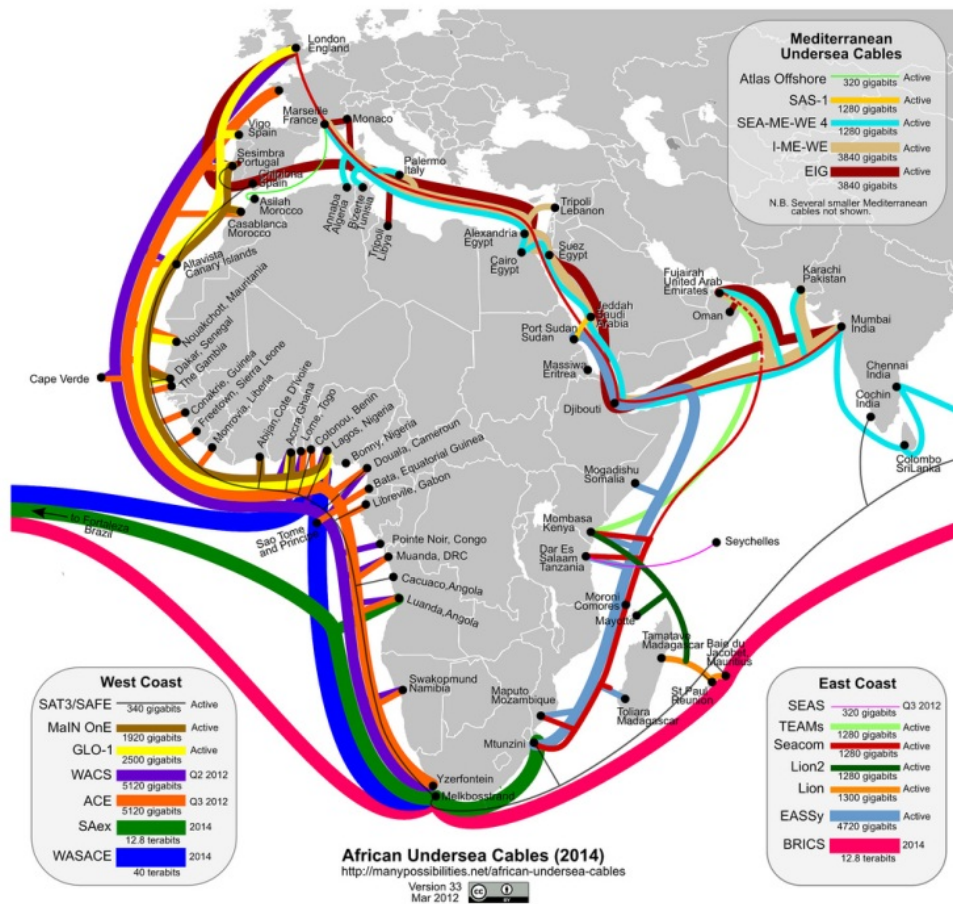 London
England
Vigo
Spain
Sesimbra
Portugal
Chipiona
Spain
Asilah
Morocco
Casablanca
Morocco
Altavista
Canary Islands
Marseille
France
Monaco
Palermo
Italy
Annaba
Algeria
Bizerte
Tunisia
Tripoli
Libya
Alexandria
Egypt
Cairo
Egypt
Tripoli
Lebanon
Suez
Egypt
Jeddah
Saudi
Arabia
Port Sudan
Sudan
Massiwa
Eritrea
Djibouti
Fujairah
United Arab
Emirates
Oman
Karachi
Pakistan
Mumbai
India
Chennai
India
Cochin
India
Colombo
SriLanka
Mediterranean
Undersea Cables
Atlas Offshore Active
320 gigabits
SAS-1 Active
1280 gigabits
SEA-ME-WE 4 Active
1280 gigabits
I-ME-WE Active
3840 gigabits
EIG Active
3840 gigabits
N.B. Several smaller Mediterranean
cables not shown.
Nouakchott, Mauritania
Dakar, Senegal
The Gambia
Cape Verde
Conakrie, Guinea
Freetown, Sierra Leone
Monrovia, Liberia
Abijan,Cote D'Ivoire
Accra,Ghana
Lome, Togo
Cotonou, Benin
Lagos, Nigeria
Bonny, Nigeria
Douala, Cameroun
Bata, Equatorial Guinea
Libreville, Gabon
Sao Tome
and Principe
to Fortaleza
Brazil
Pointe Noir, Congo
Muanda, DRC
Cacuaco,Angola
Luanda,Angola
Swakopmund
Namibia
Yzerfontein
Melkbosstrand
Mogadishu
Somalia
Mombasa
Kenya
Dar Es
Salaam
Tanzania
Seychelles
Moroni
Comores
Mayotte
Tamatave
Madagascar
Baie du
Jacobet,
Mauritius
St.Paul
Reunion
Toliara
Madagascar
Maputo
Mozambique
Mtunzini
West Coast
SAT3/SAFE Active
340 gigabits
MaIN OnE Active
1920 gigabits
GLO-1 Active
2500 gigabits
WACS Q2 2012
5120 gigabits
ACE Q3 2012
5120 gigabits
SAex 2014
12.8 terabits
WASACE 2014
40 terabits
East Coast
SEAS Q3 2012
320 gigabits
TEAMs Active
1280 gigabits
Seacom Active
1280 gigabits
Lion2 Active
1280 gigabits
Lion Active
1300 gigabits
EASSy Active
4720 gigabits
BRICS 2014
12.8 terabits
African Undersea Cables (2014)
http://manypossibilities.net/african-undersea-cables
Version 33
Mar 2012
cc
BY